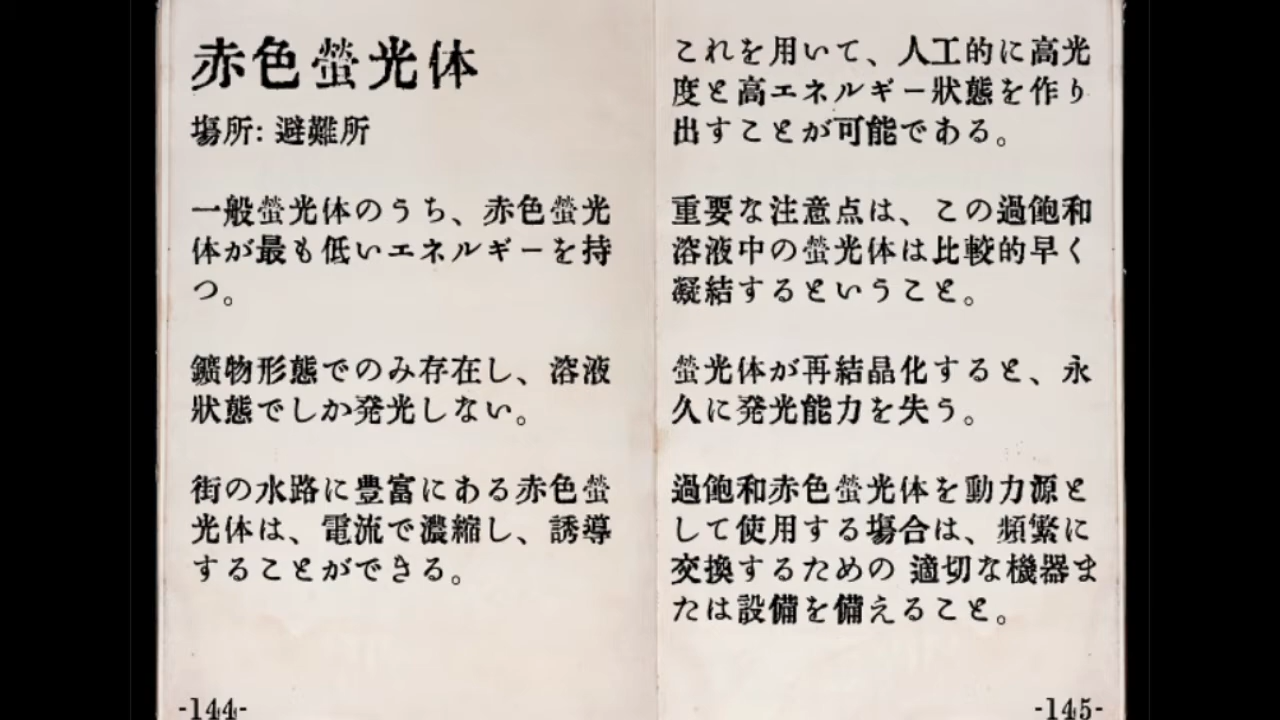 赤色螢光体
場所: 避難所
一般螢光体のうち、赤色螢光
体が最も低いエネルギーを持
つ。
鑛物形態でのみ存在し、溶液
狀態でしか発光しない。
街の水路に豊富にある赤色螢
光体は、電流で濃縮し、誘導
することができる。
-144-
これを用いて、人工的に高光
度と高エネルギー狀態を作り
出すことが可能である。
重要な注意点は、この過飽和
溶液中の螢光体は比較的早く
凝結するということ。
螢光体が再結晶化すると、永
久に発光能力を失う。
過飽和赤色螢光体を動力源と
して使用する場合は、頻繁に
交換するための 適切な機器ま
たは設備を備えること。
-145-